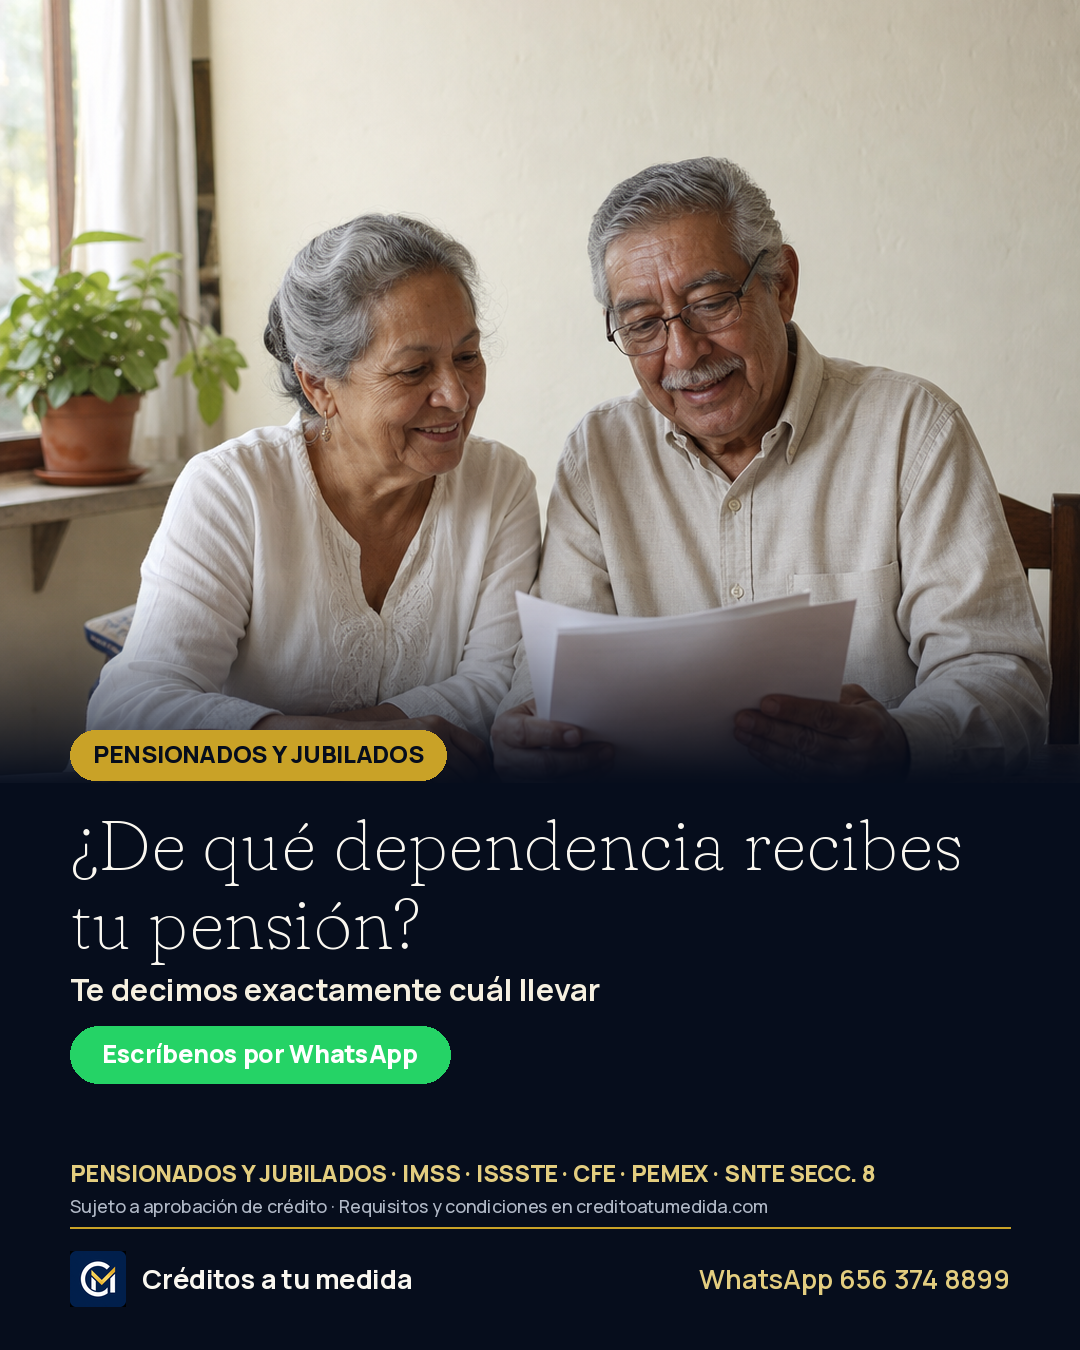 PENSIONADOS Y JUBILADOS
¿De qué dependencia recibes
tu pensión?
Te decimos exactamente cuál llevar
Escríbenos por WhatsApp
PENSIONADOS Y JUBILADOS · IMSS · ISSSTE · CFE · PEMEX · SNTE SECC. 8
Sujeto a aprobación de crédito · Requisitos y condiciones en creditoatumedida.com
Créditos a tu medida
WhatsApp 656 374 8899